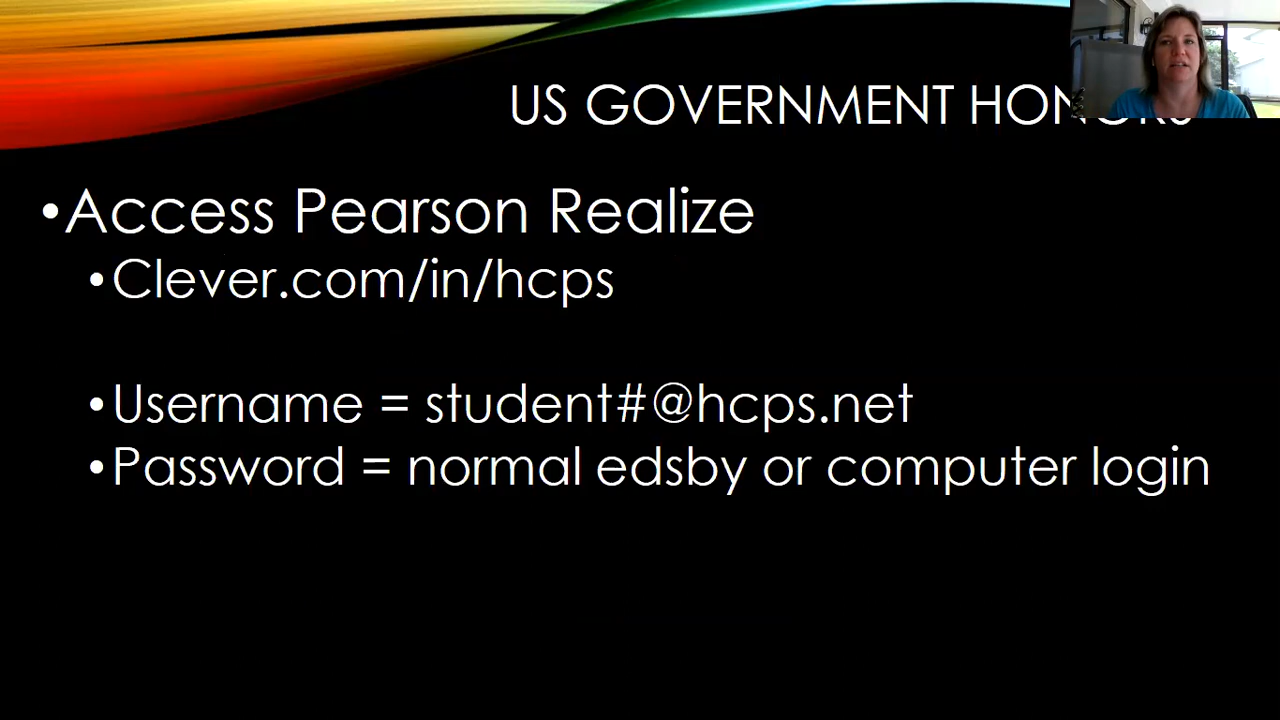 US GOVERNMENT HONORS
•Access Pearson Realize
•Clever.com/in/hcps
•Username = student#@hcps.net
•Password = normal edsby or computer login